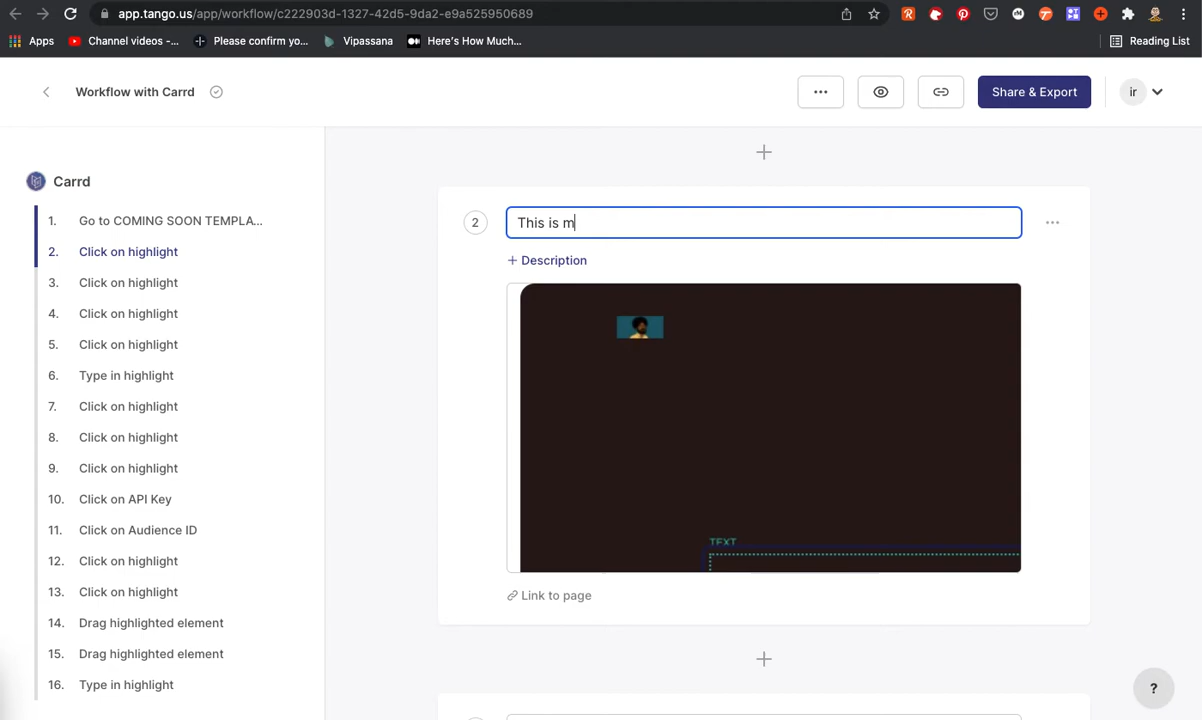 app.tango.us/app/workflow/c222903d-1327-42d5-9da2-e9a525950689
Apps
Channel videos -...
Please confirm yo...
Vipassana
Here's How Much...
Reading List
Workflow with Carrd
Share & Export
ir
Carrd
1. Go to COMING SOON TEMPLA...
2. Click on highlight
3. Click on highlight
4. Click on highlight
5. Click on highlight
6. Type in highlight
7. Click on highlight
8. Click on highlight
9. Click on highlight
10. Click on API Key
11. Click on Audience ID
12. Click on highlight
13. Click on highlight
14. Drag highlighted element
15. Drag highlighted element
16. Type in highlight
2
This is m
+ Description
TEXT
Link to page
?